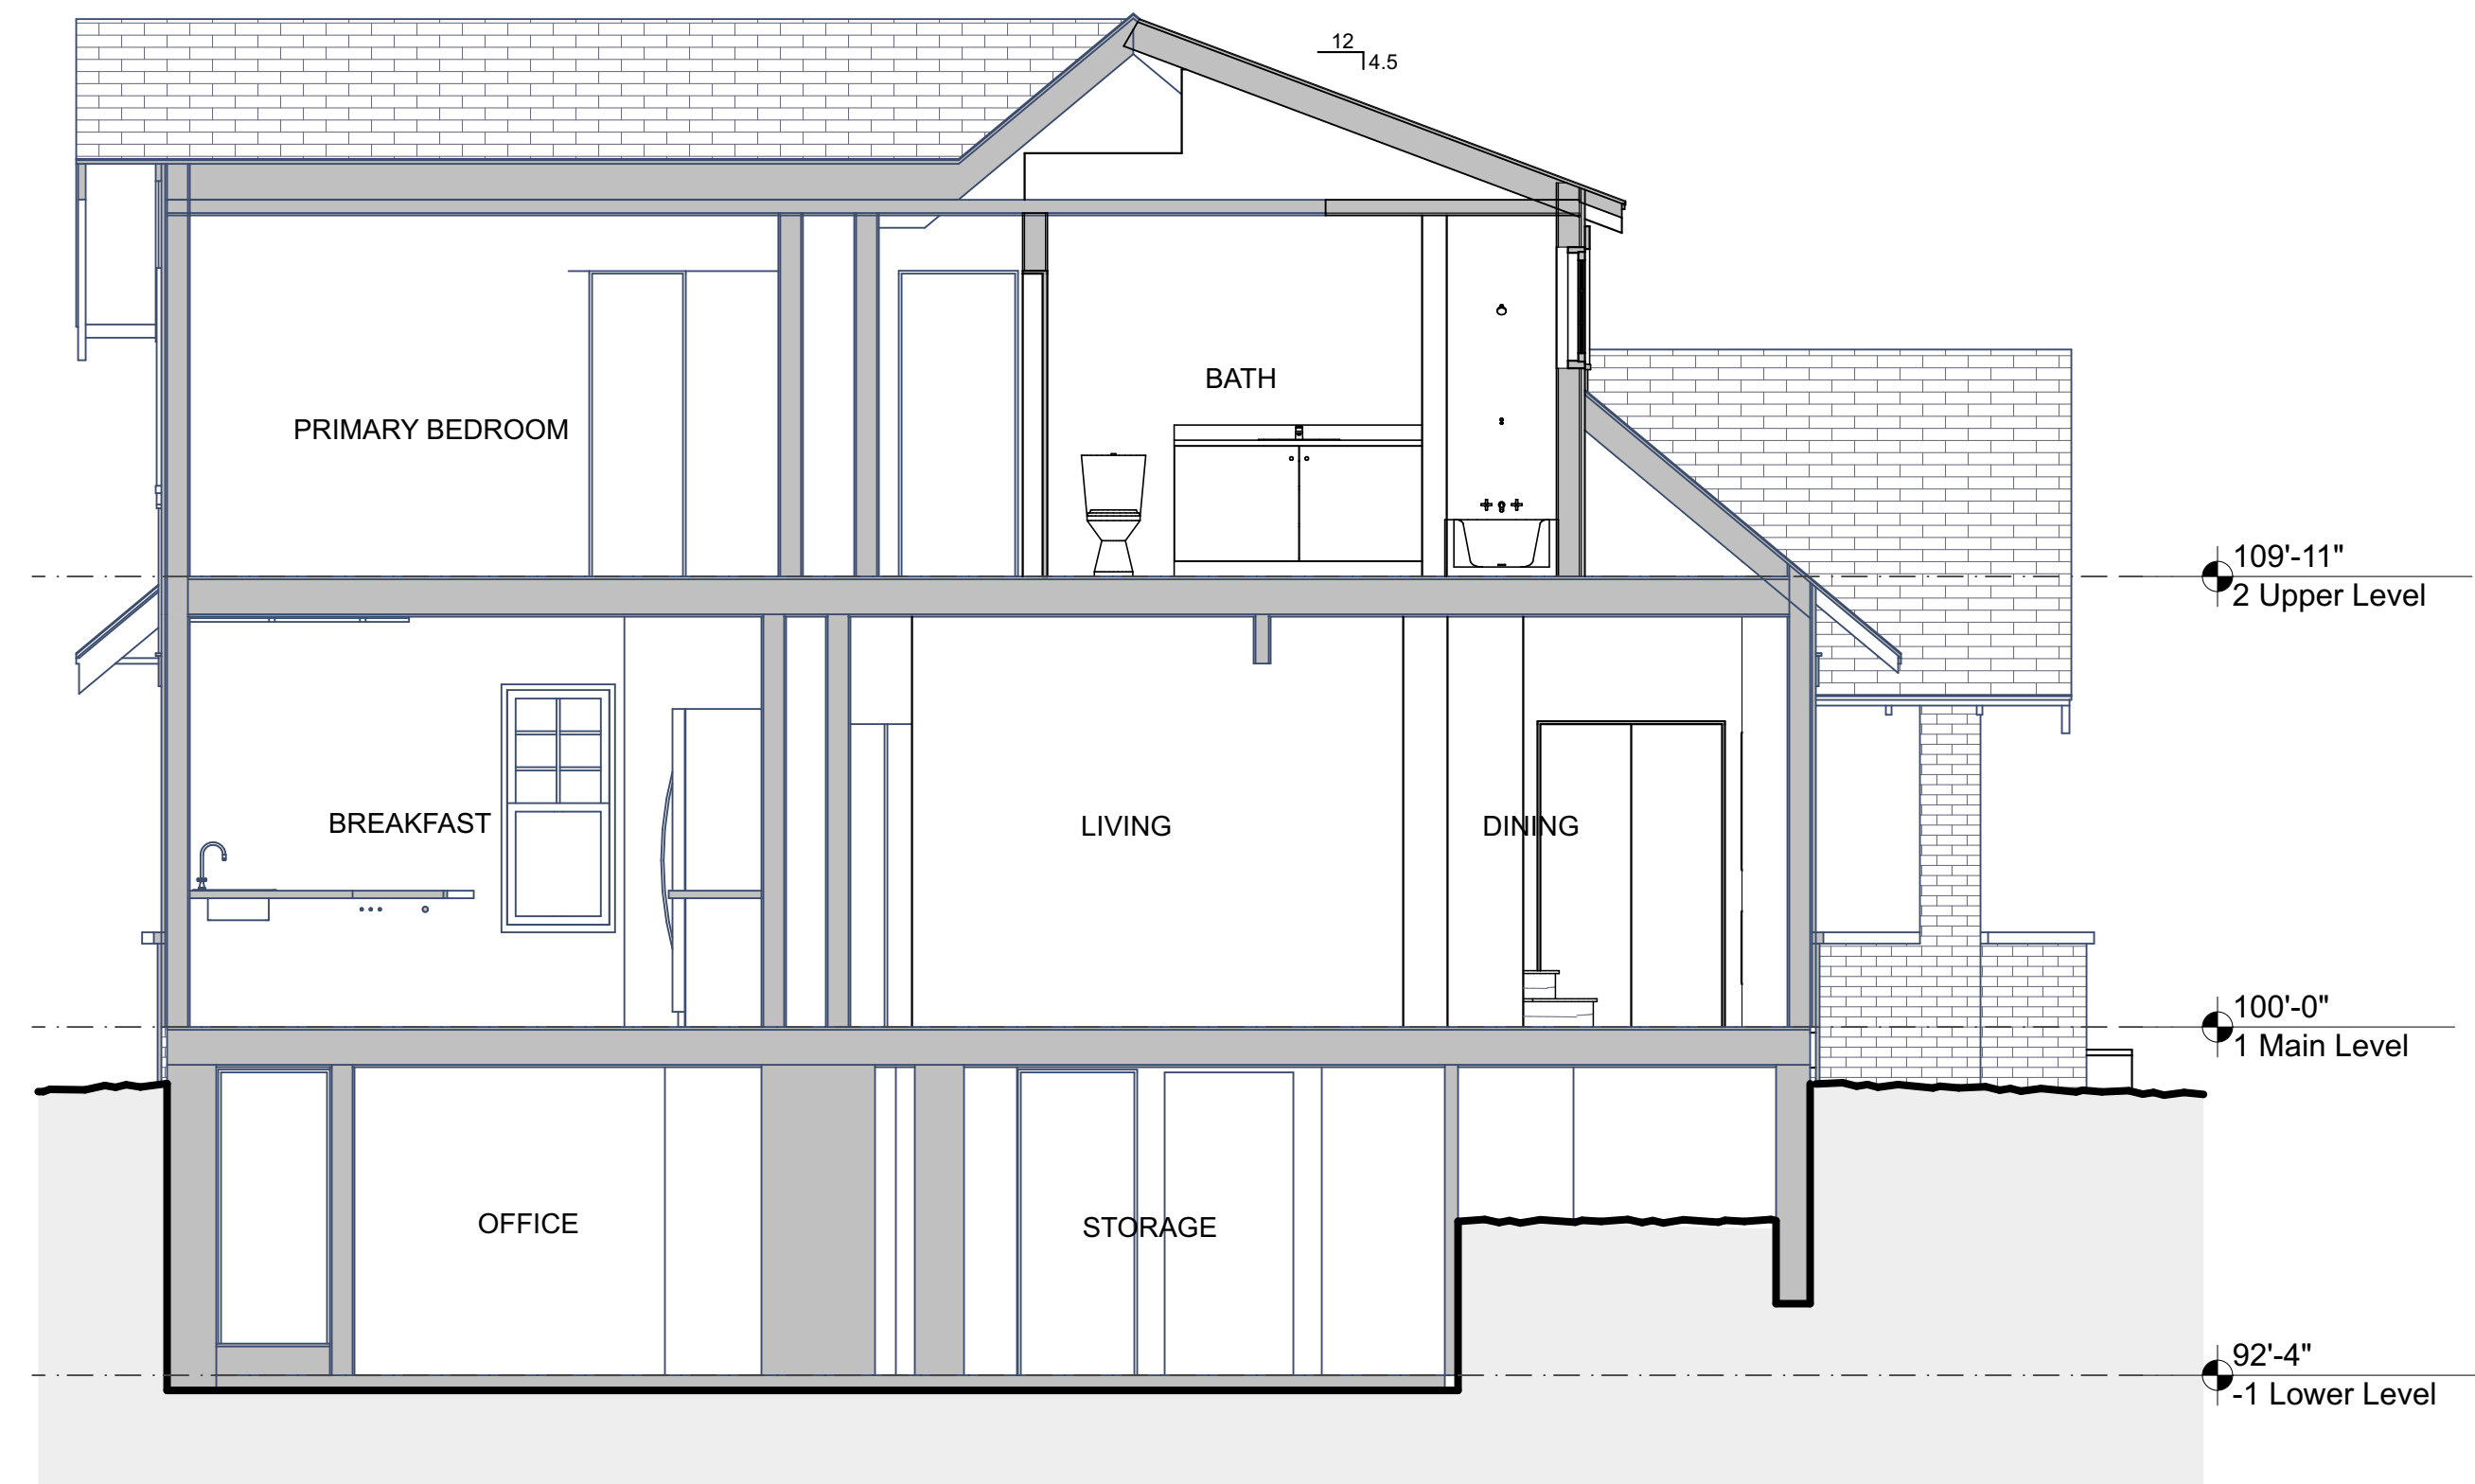 12
4.5
BATH
PRIMARY BEDROOM
109'-11"
2 Upper Level
BREAKFAST
LIVING
DINING
100'-0"
1 Main Level
OFFICE
STORAGE
92'-4"
-1 Lower Level